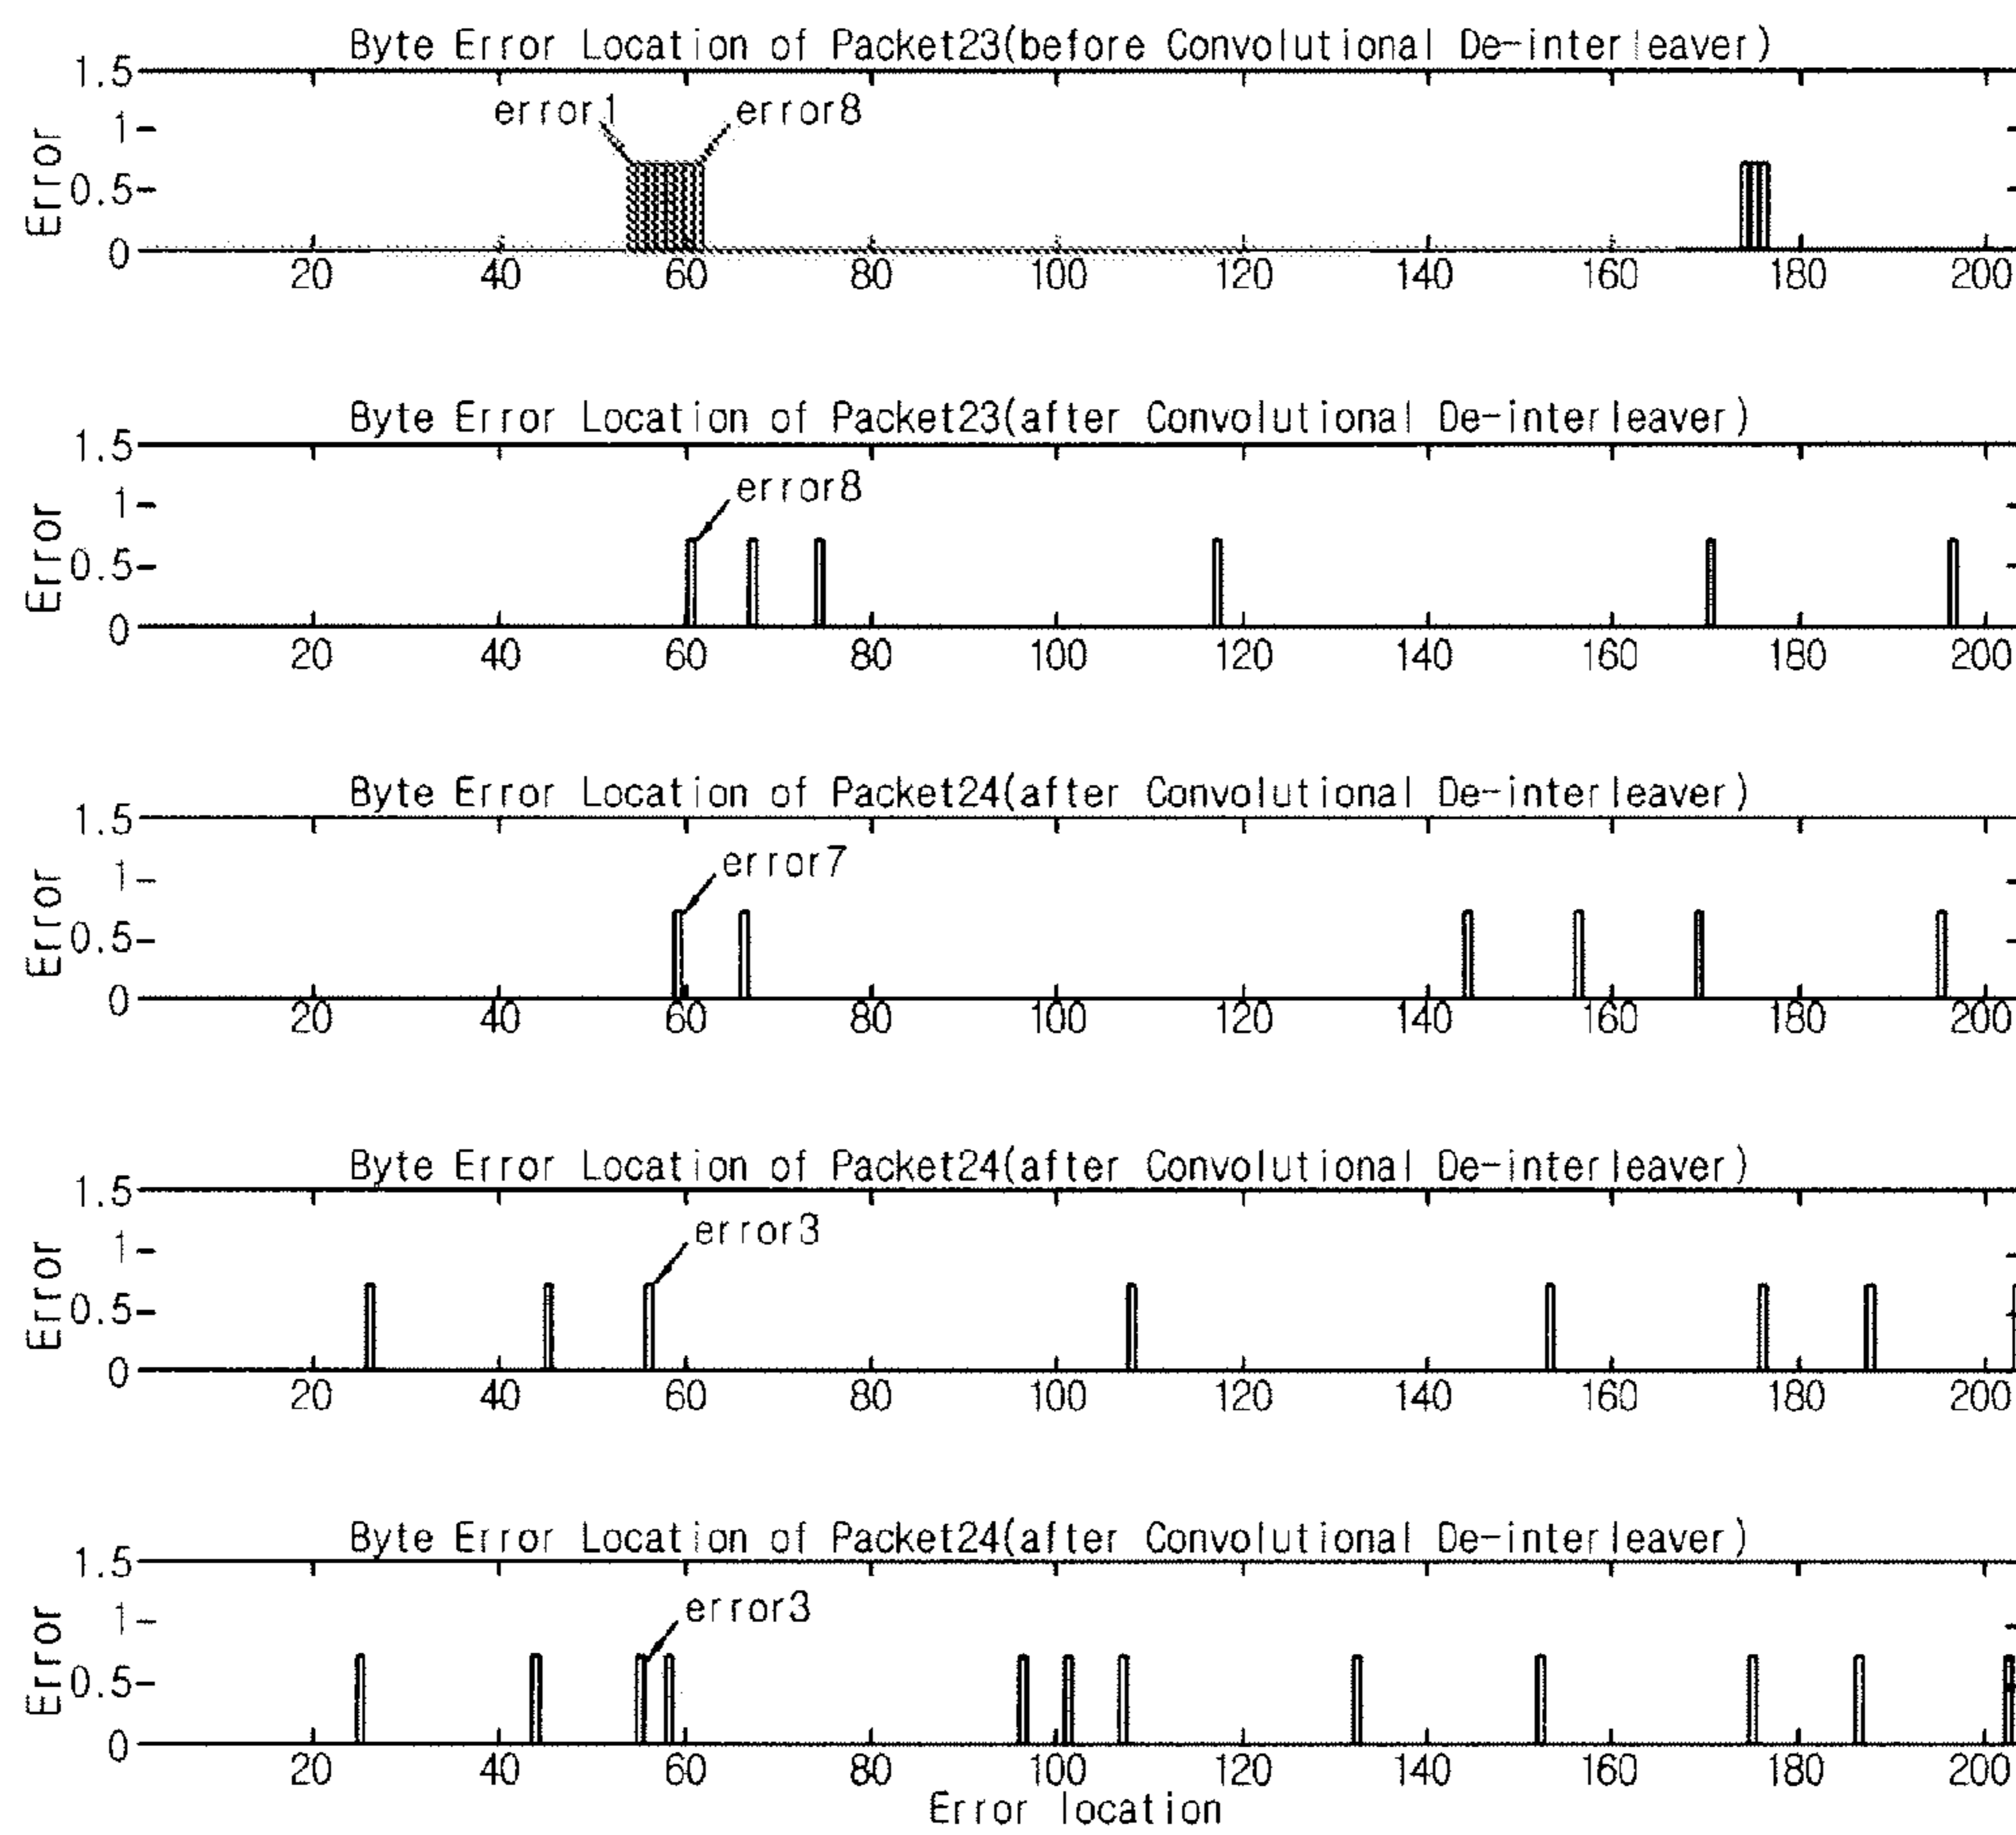 Byte Error Location of Packet23(before Convolutional De-interleaver)
1.5
error1 error8
1
Error
0.5
0
20 40 60 80 100 120 140 160 180 200
Byte Error Location of Packet23(after Convolutional De-interleaver)
1.5
error8
1
Error
0.5
0
20 40 60 80 100 120 140 160 180 200
Byte Error Location of Packet24(after Convolutional De-interleaver)
1.5
error7
1
Error
0.5
0
20 40 60 80 100 120 140 160 180 200
Byte Error Location of Packet24(after Convolutional De-interleaver)
1.5
error3
1
Error
0.5
0
20 40 60 80 100 120 140 160 180 200
Byte Error Location of Packet24(after Convolutional De-interleaver)
1.5
error3
1
Error
0.5
0
20 40 60 80 100 120 140 160 180 200
Error location